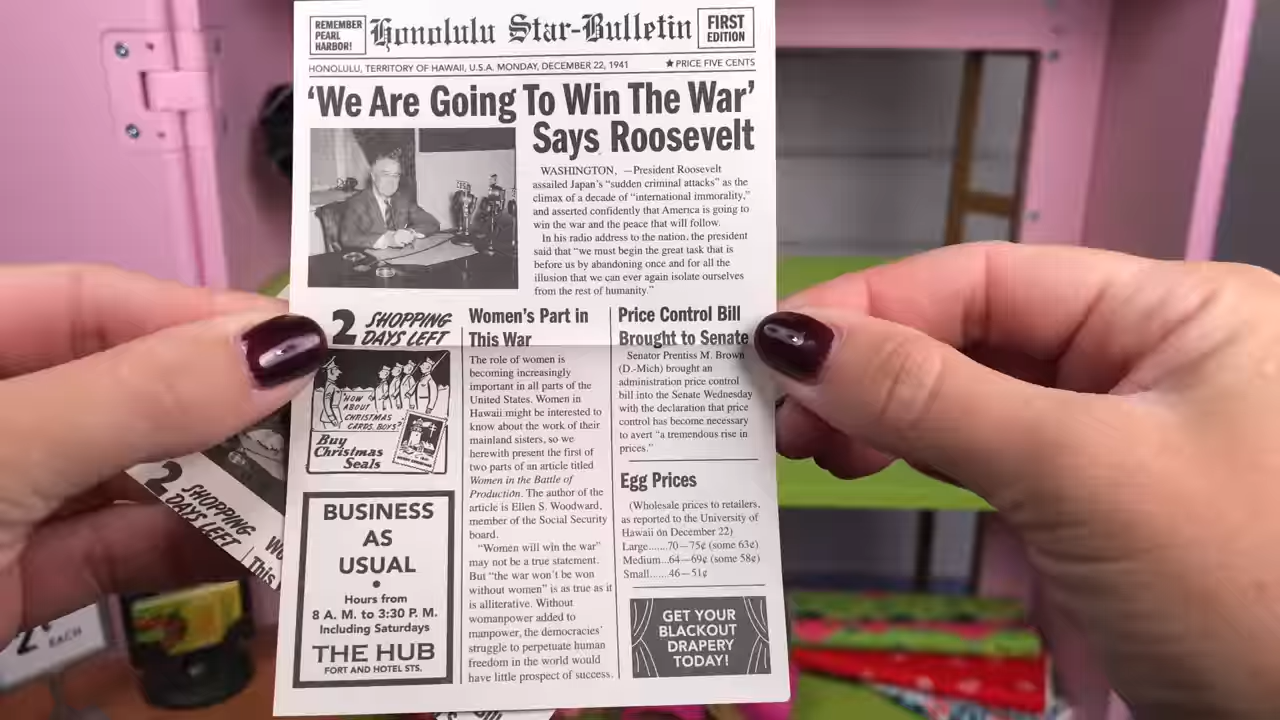 REMEMBER
PEARL
HARBOR!
Honolulu Star-Bulletin
FIRST
EDITION
HONOLULU, TERRITORY OF HAWAII, U.S.A. MONDAY, DECEMBER 22, 1941
★ PRICE FIVE CENTS
'We Are Going To Win The War'
Says Roosevelt
WASHINGTON, —President Roosevelt
assailed Japan's "sudden criminal attacks" as the
climax of a decade of "international immorality,"
and asserted confidently that America is going to
win the war and the peace that will follow.
In his radio address to the nation, the president
said that "we must begin the great task that is
before us by abandoning once and for all the
illusion that we can ever again isolate ourselves
from the rest of humanity."
2 SHOPPING
DAYS LEFT
"HOW
ABOUT
CHRISTMAS
CARDS, BOYS?"
Buy
Christmas
Seals
BUSINESS
AS
USUAL
•
Hours from
8 A. M. to 3:30 P. M.
Including Saturdays
THE HUB
FORT AND HOTEL STS.
Women's Part in
This War
The role of women is
becoming increasingly
important in all parts of the
United States. Women in
Hawaii might be interested to
know about the work of their
mainland sisters, so we
herewith present the first of
two parts of an article titled
Women in the Battle of
Production. The author of the
article is Ellen S. Woodward,
member of the Social Security
board.
"Women will win the war"
may not be a true statement.
But "the war won't be won
without women" is as true as it
is alliterative. Without
womanpower added to
manpower, the democracies'
struggle to perpetuate human
freedom in the world would
have little prospect of success.
Price Control Bill
Brought to Senate
Senator Prentiss M. Brown
(D.-Mich) brought an
administration price control
bill into the Senate Wednesday
with the declaration that price
control has become necessary
to avert "a tremendous rise in
prices."
Egg Prices
(Wholesale prices to retailers,
as reported to the University of
Hawaii on December 22)
Large.......70—75¢ (some 63¢)
Medium...64—69¢ (some 58¢)
Small.......46—51¢
GET YOUR
BLACKOUT
DRAPERY
TODAY!
2 SHOPPING
DAYS LEFT
This
2¢
EACH